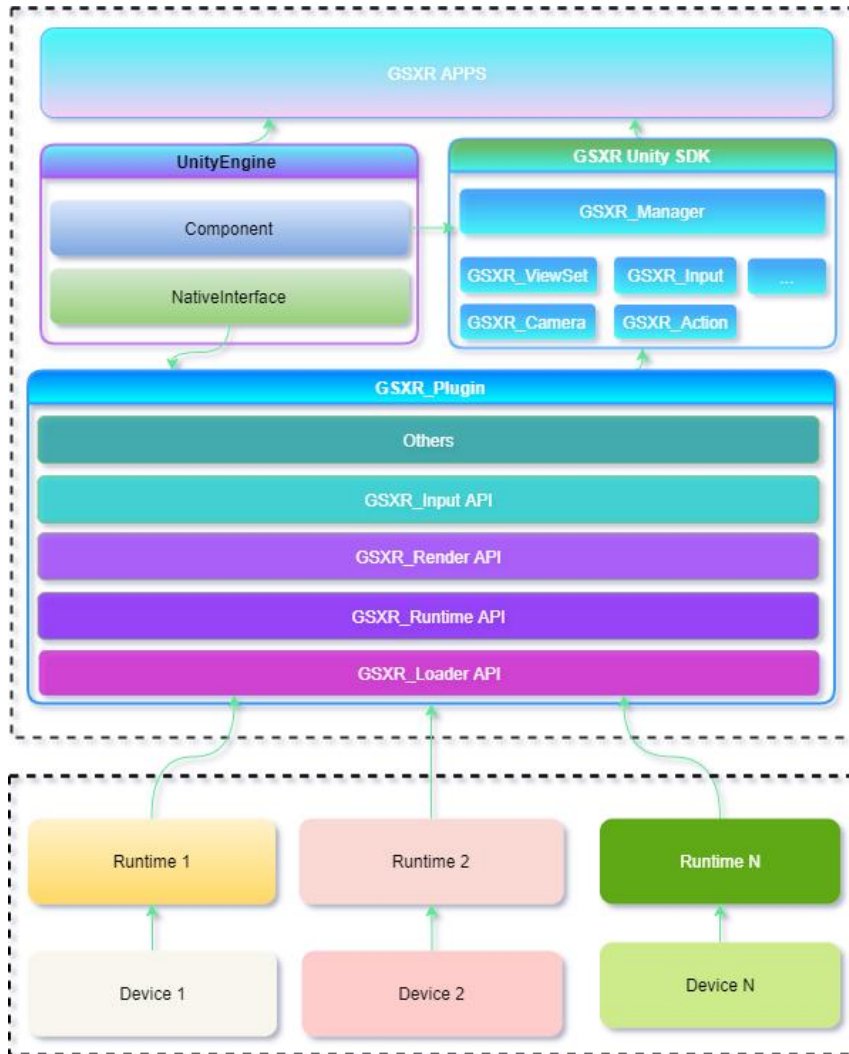 GSXR APPS
UnityEngine
GSXR Unity SDK
Component
GSXR_Manager
NativeInterface
GSXR_ViewSet
GSXR_Input
...
GSXR_Camera
GSXR_Action
GSXR_Plugin
Others
GSXR_Input API
GSXR_Render API
GSXR_Runtime API
GSXR_Loader API
Runtime 1
Runtime 2
Runtime N
Device 1
Device 2
Device N